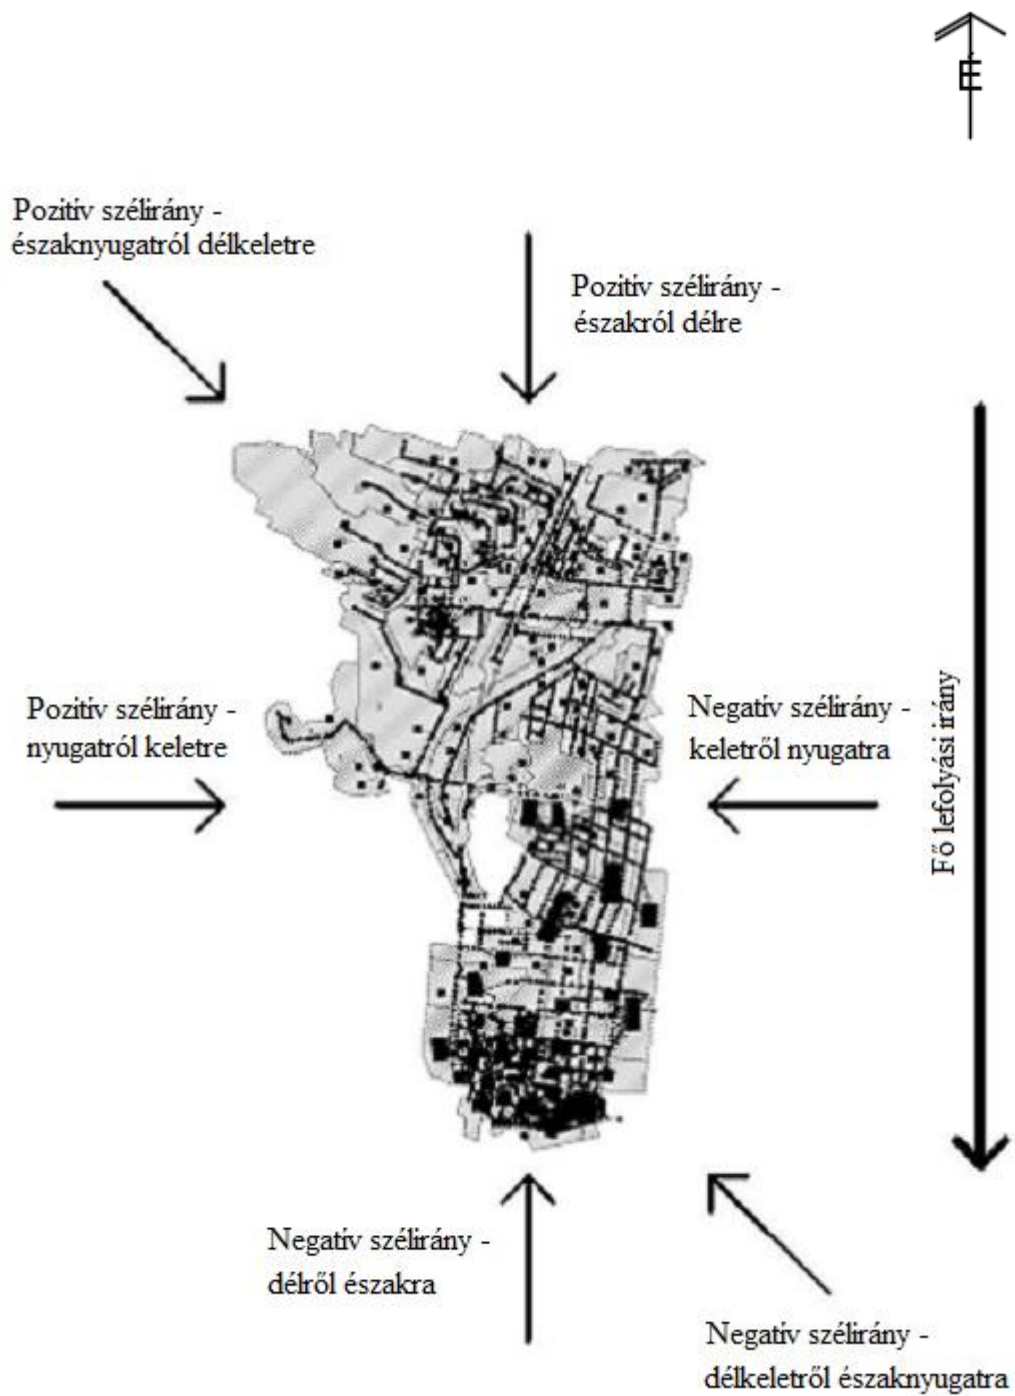 É
Pozitív szélirány -
északnyugatról délkeletre
Pozitív szélirány -
északról délre
Pozitív szélirány -
nyugatról keletre
Negatív szélirány -
keletről nyugatra
Fő lefolyási irány
Negatív szélirány -
délről északra
Negatív szélirány -
délkeletről északnyugatra